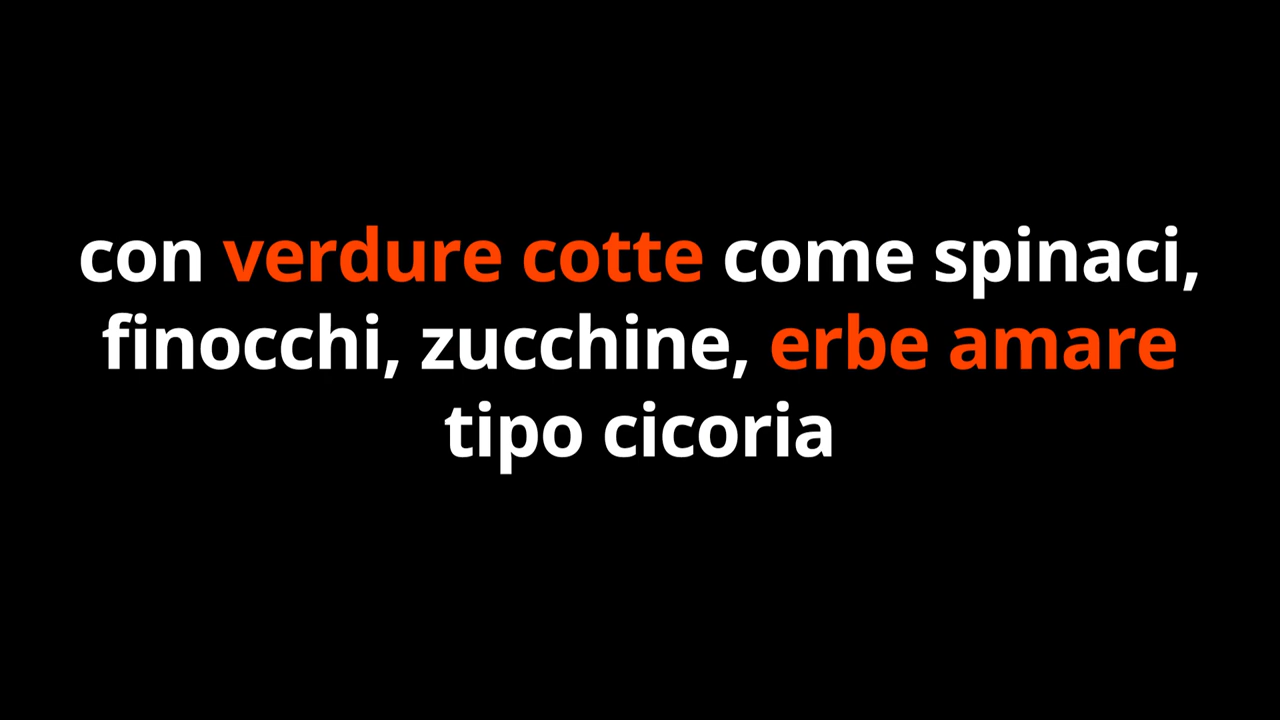 con verdure cotte come spinaci,
finocchi, zucchine, erbe amare
tipo cicoria